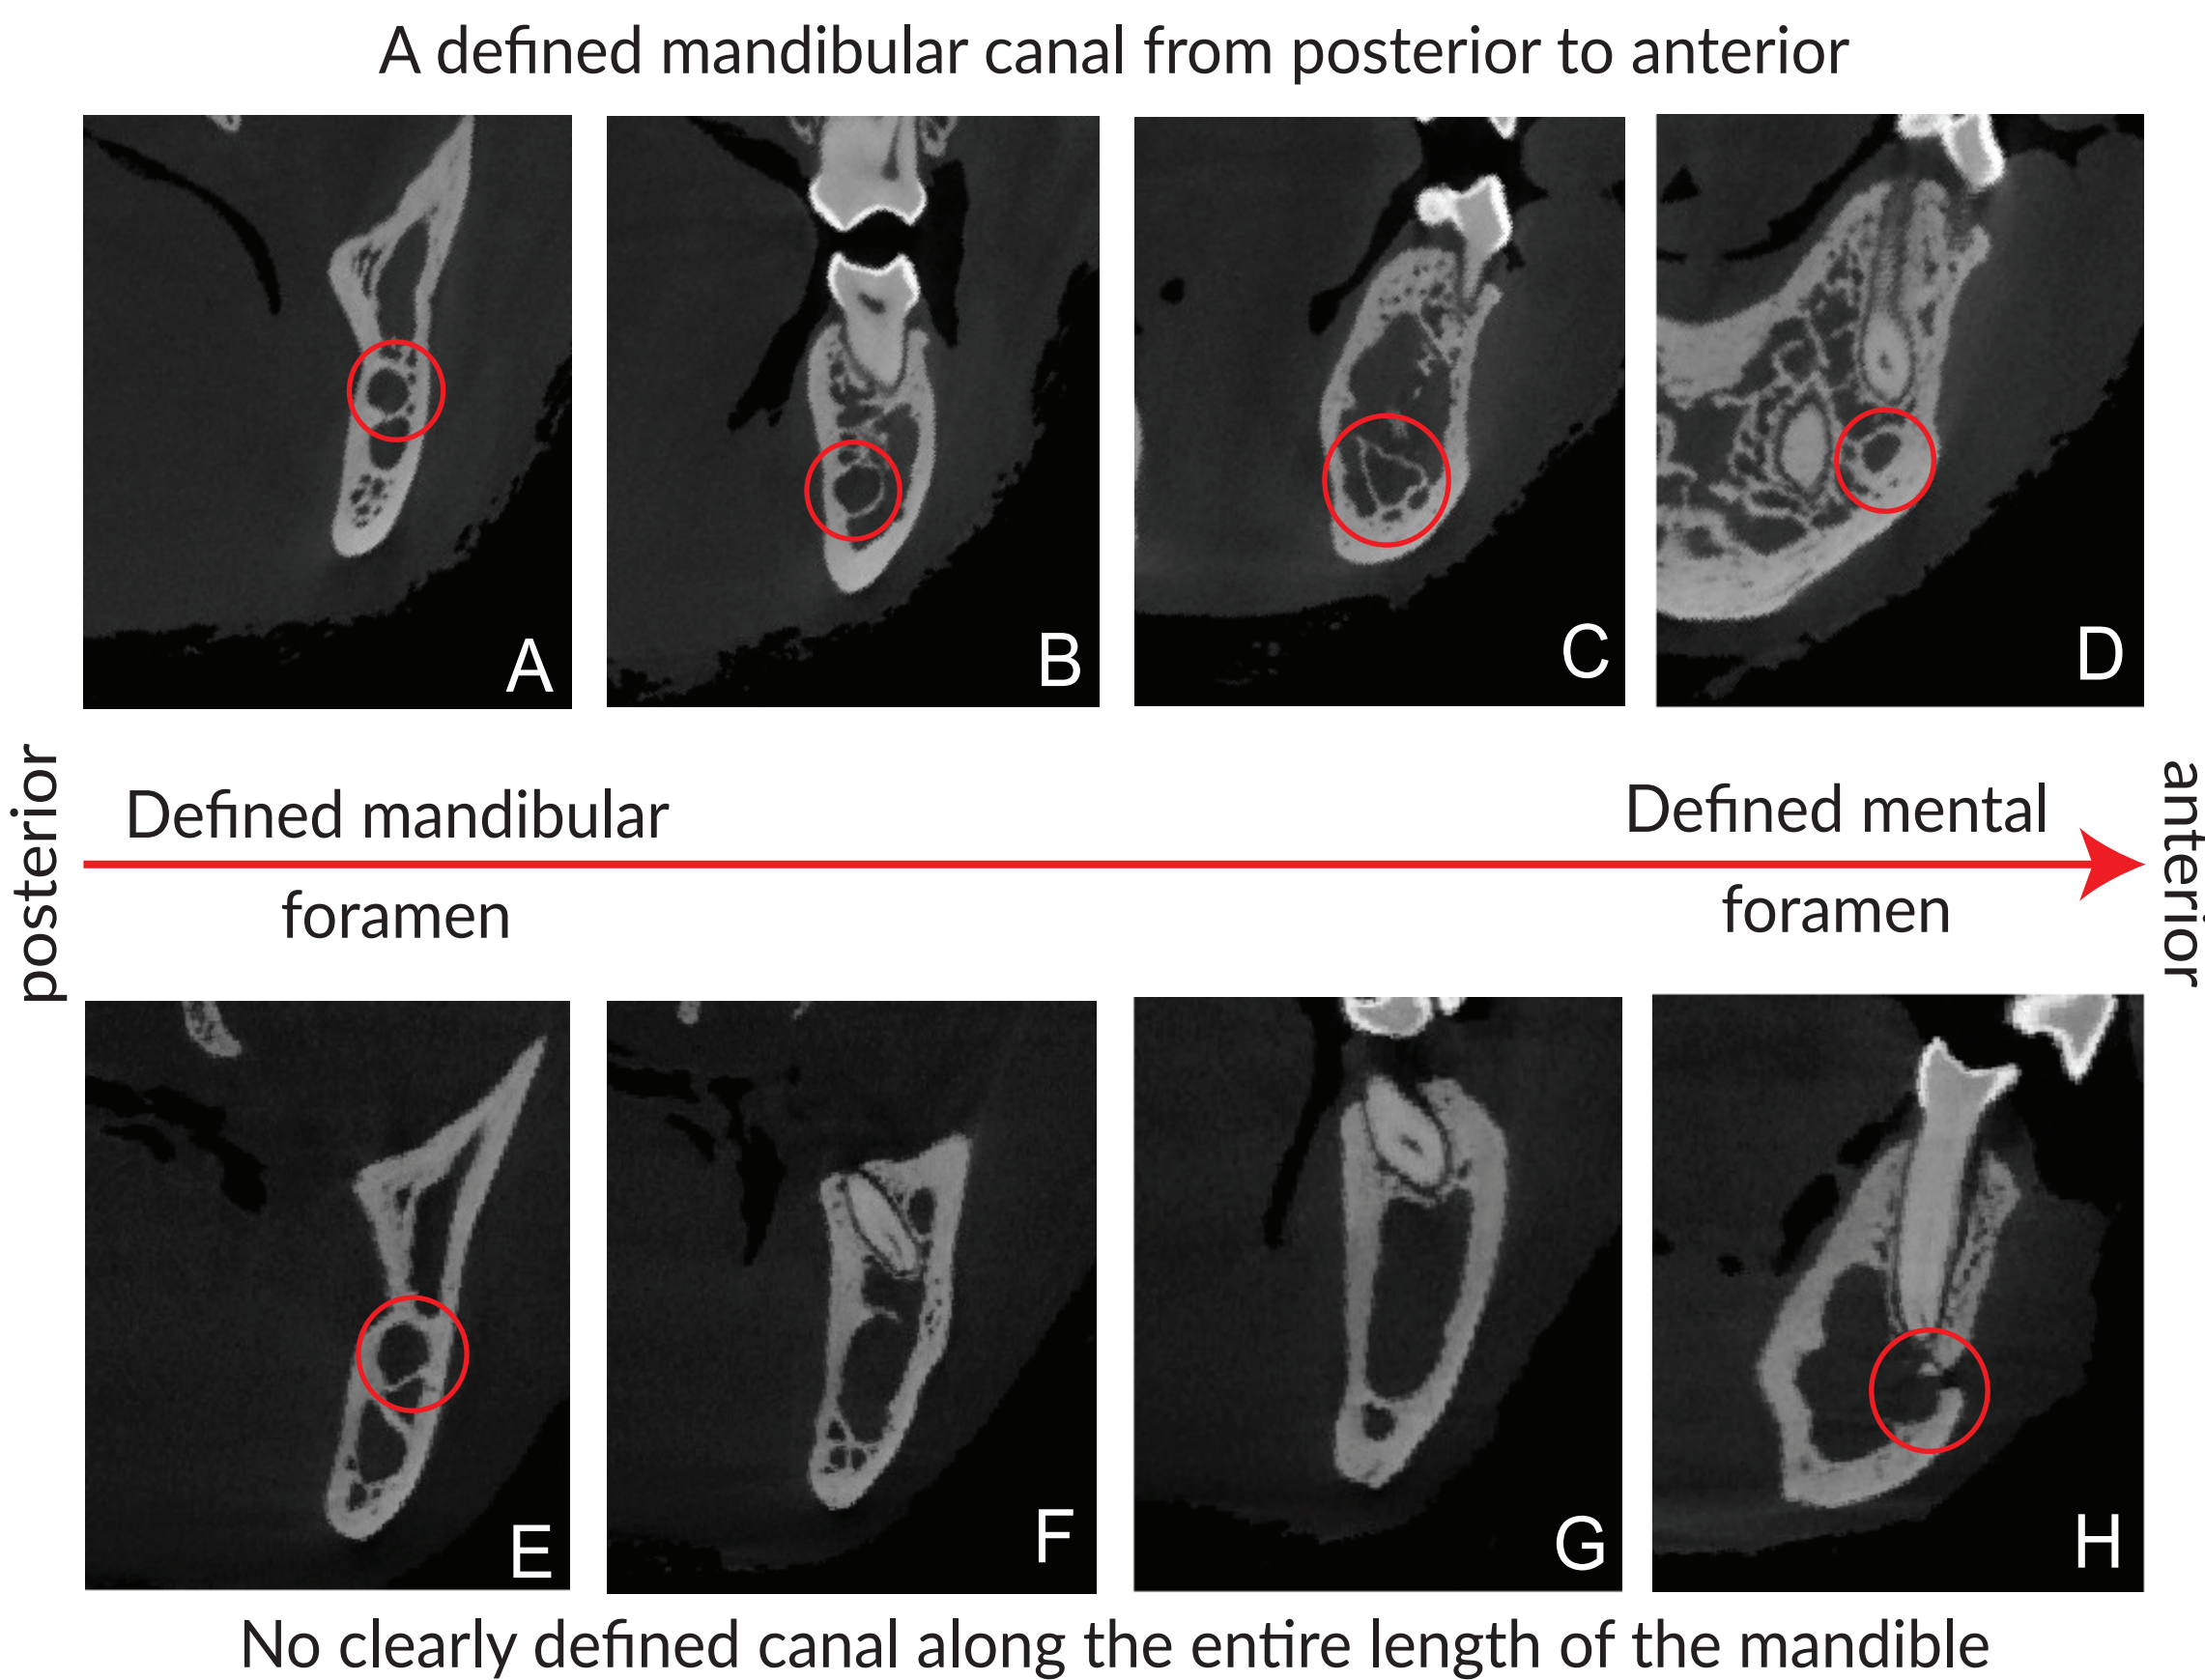 A defined mandibular canal from posterior to anterior
A
B
C
D
posterior
Defined mandibular
foramen
Defined mental
foramen
anterior
E
F
G
H
No clearly defined canal along the entire length of the mandible